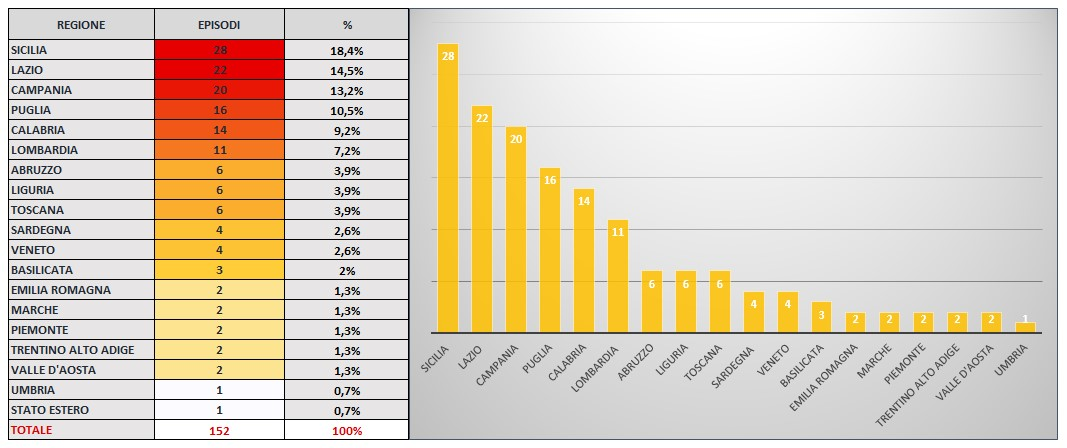 REGIONE EPISODI %
SICILIA 28 18,4%
LAZIO 22 14,5%
CAMPANIA 20 13,2%
PUGLIA 16 10,5%
CALABRIA 14 9,2%
LOMBARDIA 11 7,2%
ABRUZZO 6 3,9%
LIGURIA 6 3,9%
TOSCANA 6 3,9%
SARDEGNA 4 2,6%
VENETO 4 2,6%
BASILICATA 3 2%
EMILIA ROMAGNA 2 1,3%
MARCHE 2 1,3%
PIEMONTE 2 1,3%
TRENTINO ALTO ADIGE 2 1,3%
VALLE D'AOSTA 2 1,3%
UMBRIA 1 0,7%
STATO ESTERO 1 0,7%
TOTALE 152 100%
28
22
20
16
14
11
6
6
6
4
4
3
2
2
2
2
2
1
SICILIA
LAZIO
CAMPANIA
PUGLIA
CALABRIA
LOMBARDIA
ABRUZZO
LIGURIA
TOSCANA
SARDEGNA
VENETO
BASILICATA
EMILIA ROMAGNA
MARCHE
PIEMONTE
TRENTINO ALTO ADIGE
VALLE D'AOSTA
UMBRIA